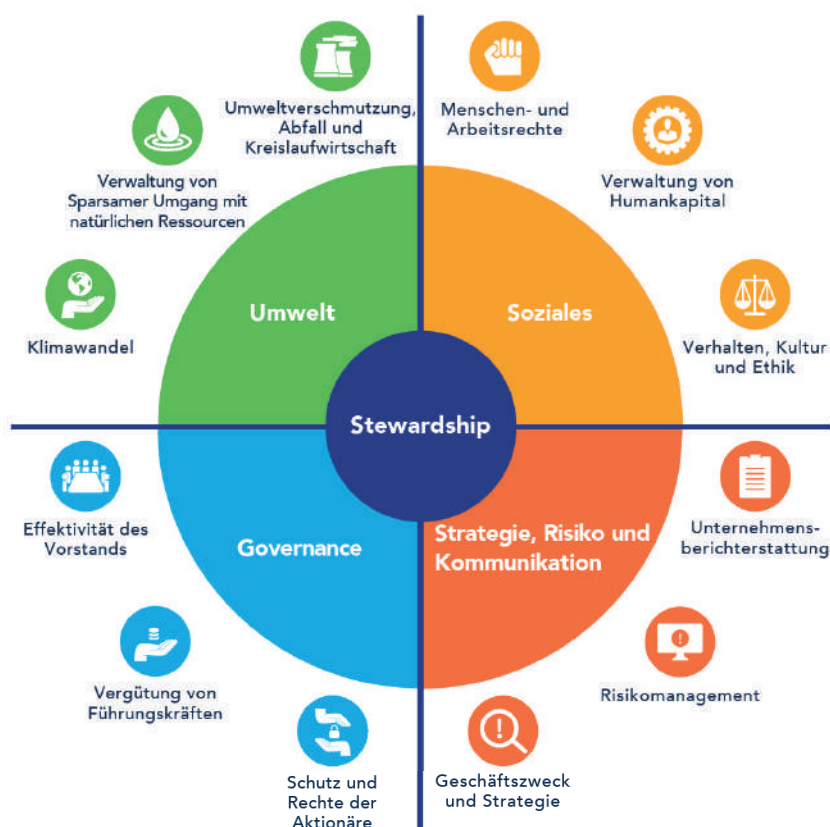 Umweltverschmutzung,
Abfall und
Kreislaufwirtschaft
Menschen- und
Arbeitsrechte
Verwaltung von
Sparsamer Umgang mit
natürlichen Ressourcen
Verwaltung von
Humankapital
Klimawandel
Umwelt
Soziales
Verhalten, Kultur
und Ethik
Stewardship
Effektivität des
Vorstands
Governance
Strategie, Risiko und
Kommunikation
Unternehmens-
berichterstattung
Vergütung von
Führungskräften
Risikomanagement
Schutz und
Rechte der
Aktionäre
Geschäftszweck
und Strategie